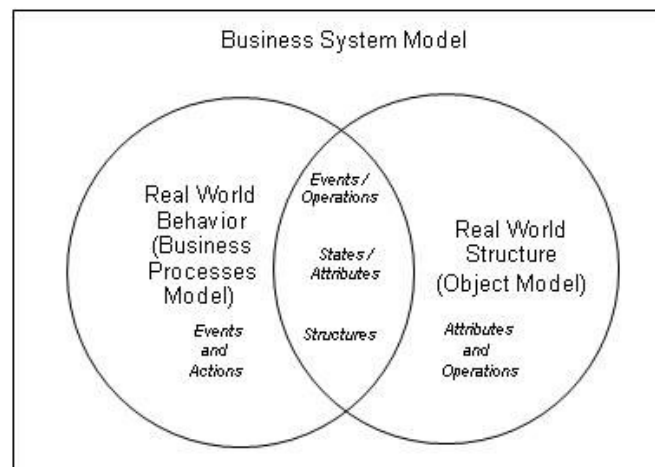 Business System Model
Real World
Behavior
(Business
Processes
Model)
Events
and
Actions
Events /
Operations
States /
Attributes
Structures
Real World
Structure
(Object Model)
Attributes
and
Operations